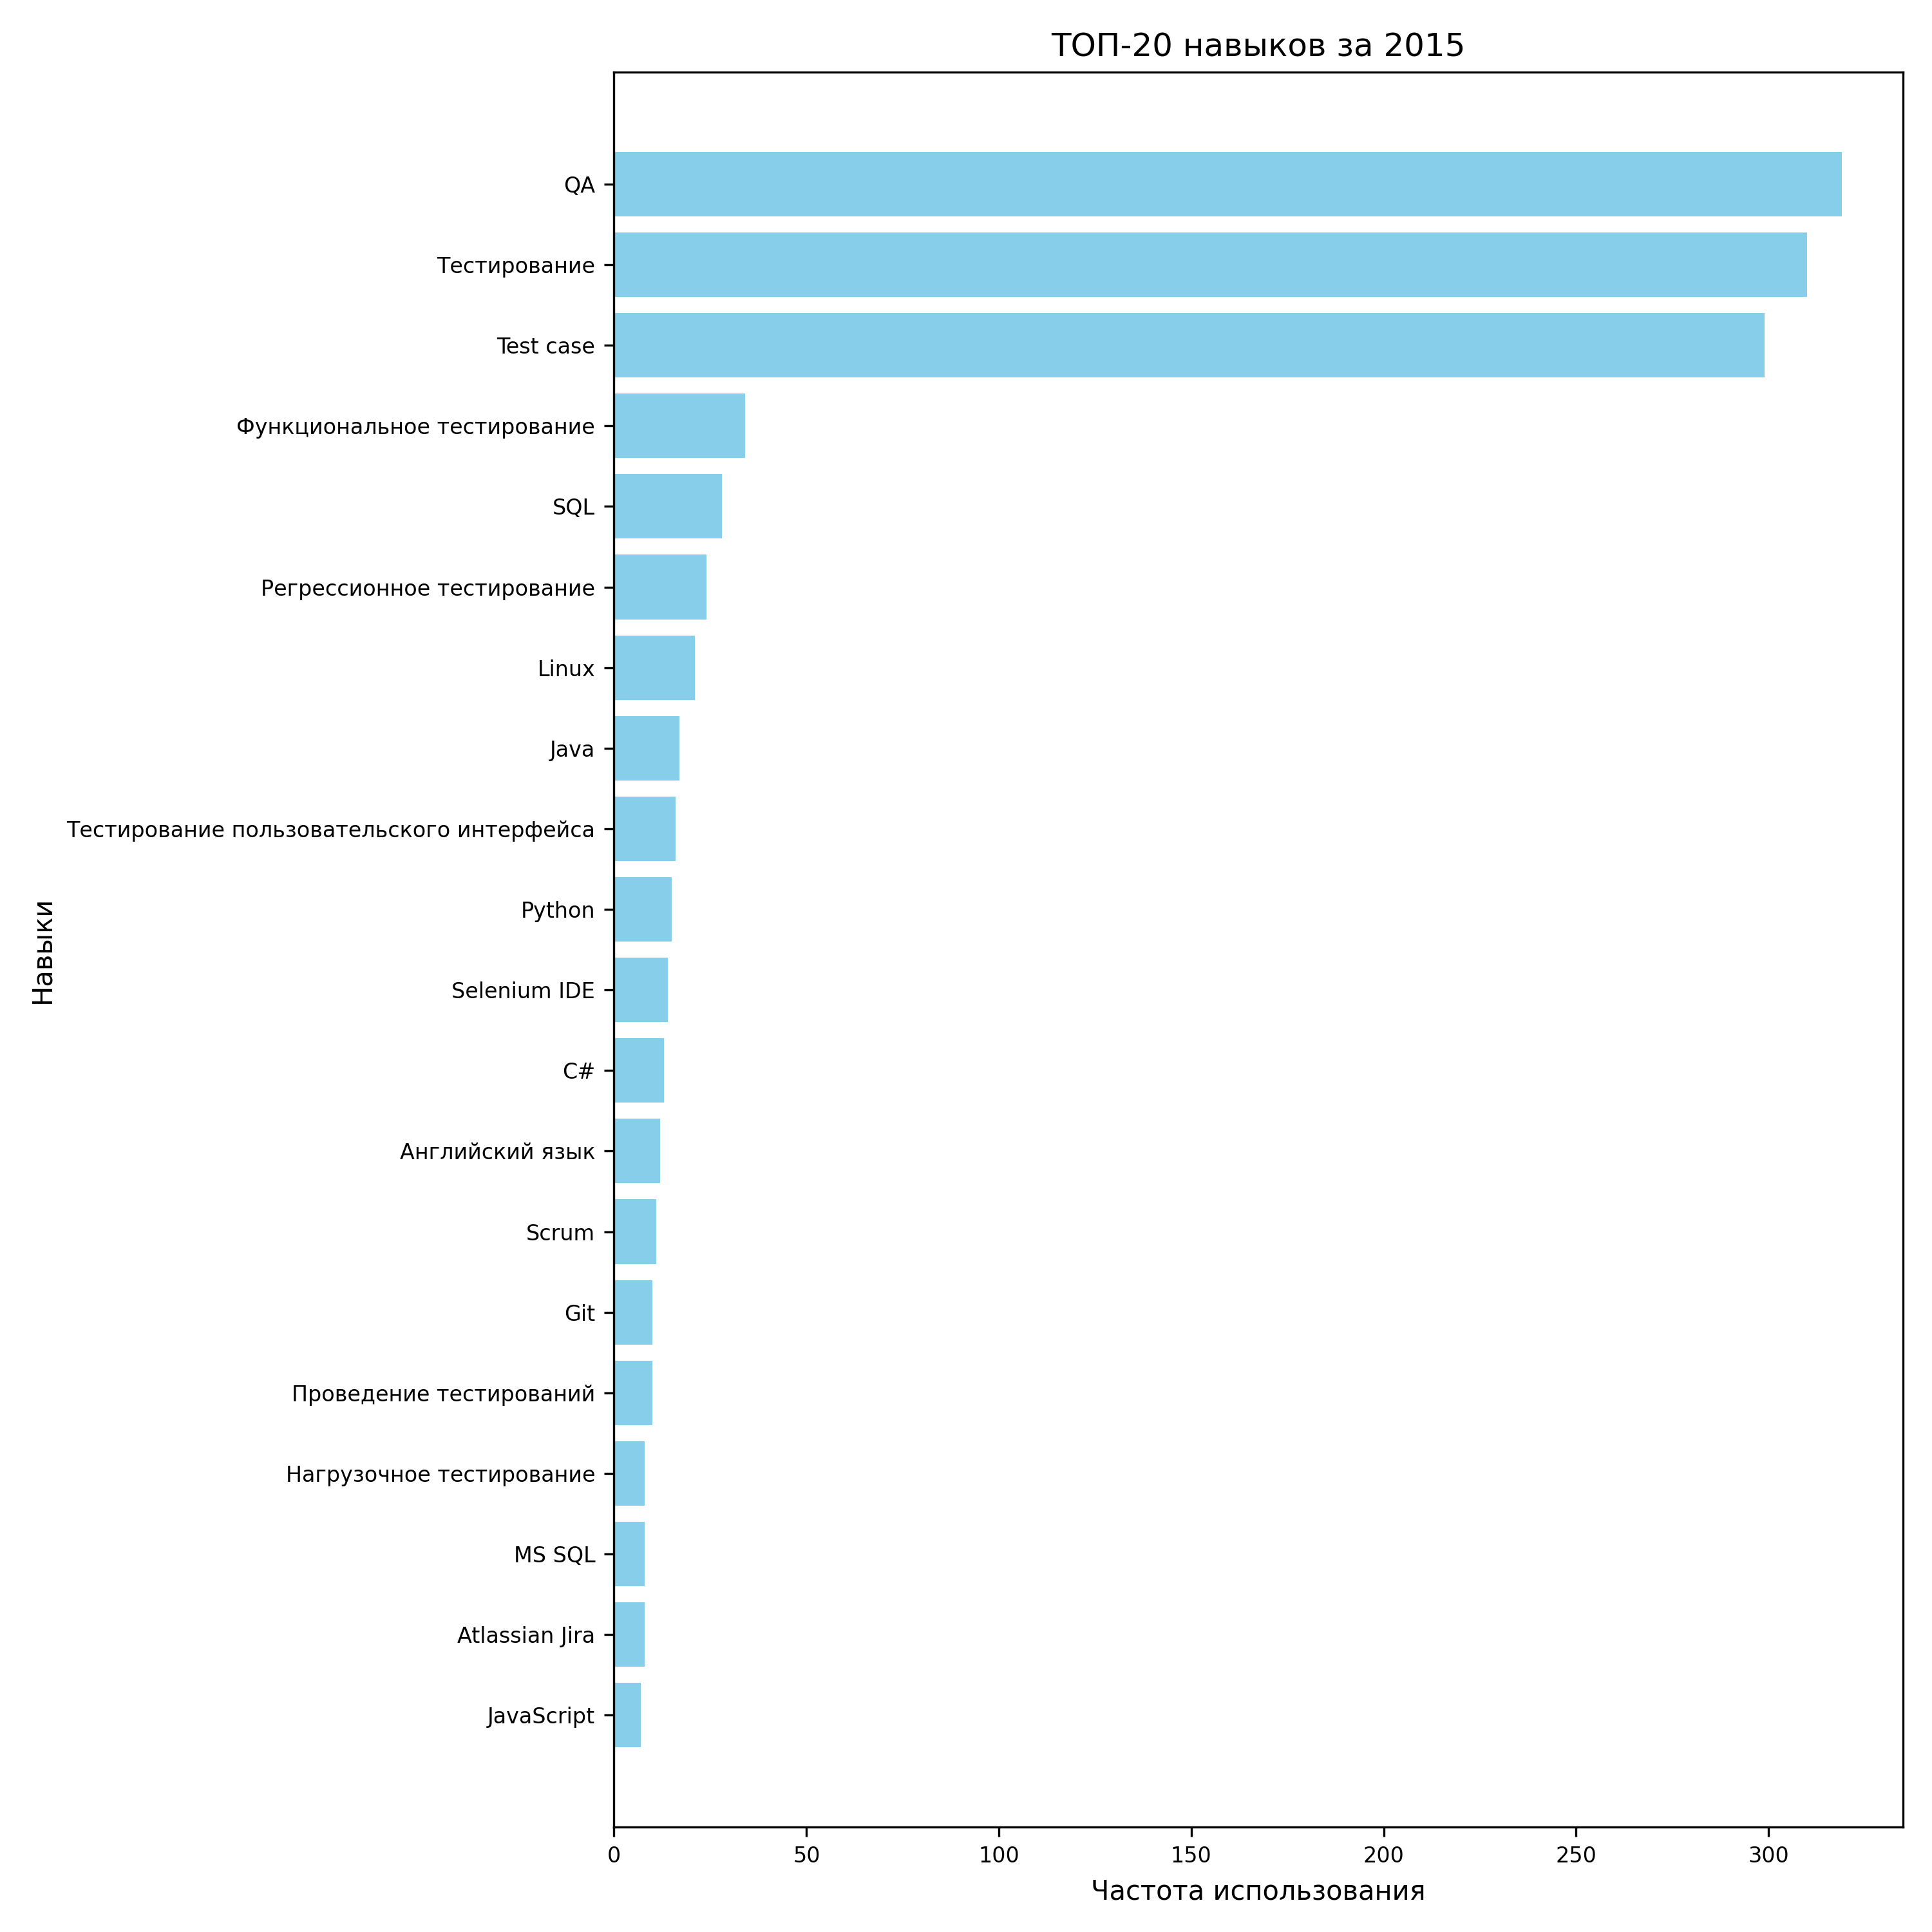 ТОП-20 навыков за 2015
QA
Тестирование
Test case
Функциональное тестирование
SQL
Регрессионное тестирование
Linux
Java
Тестирование пользовательского интерфейса
Python
Selenium IDE
C#
Английский язык
Scrum
Git
Проведение тестирований
Нагрузочное тестирование
MS SQL
Atlassian Jira
JavaScript
Навыки
0 50 100 150 200 250 300
Частота использования